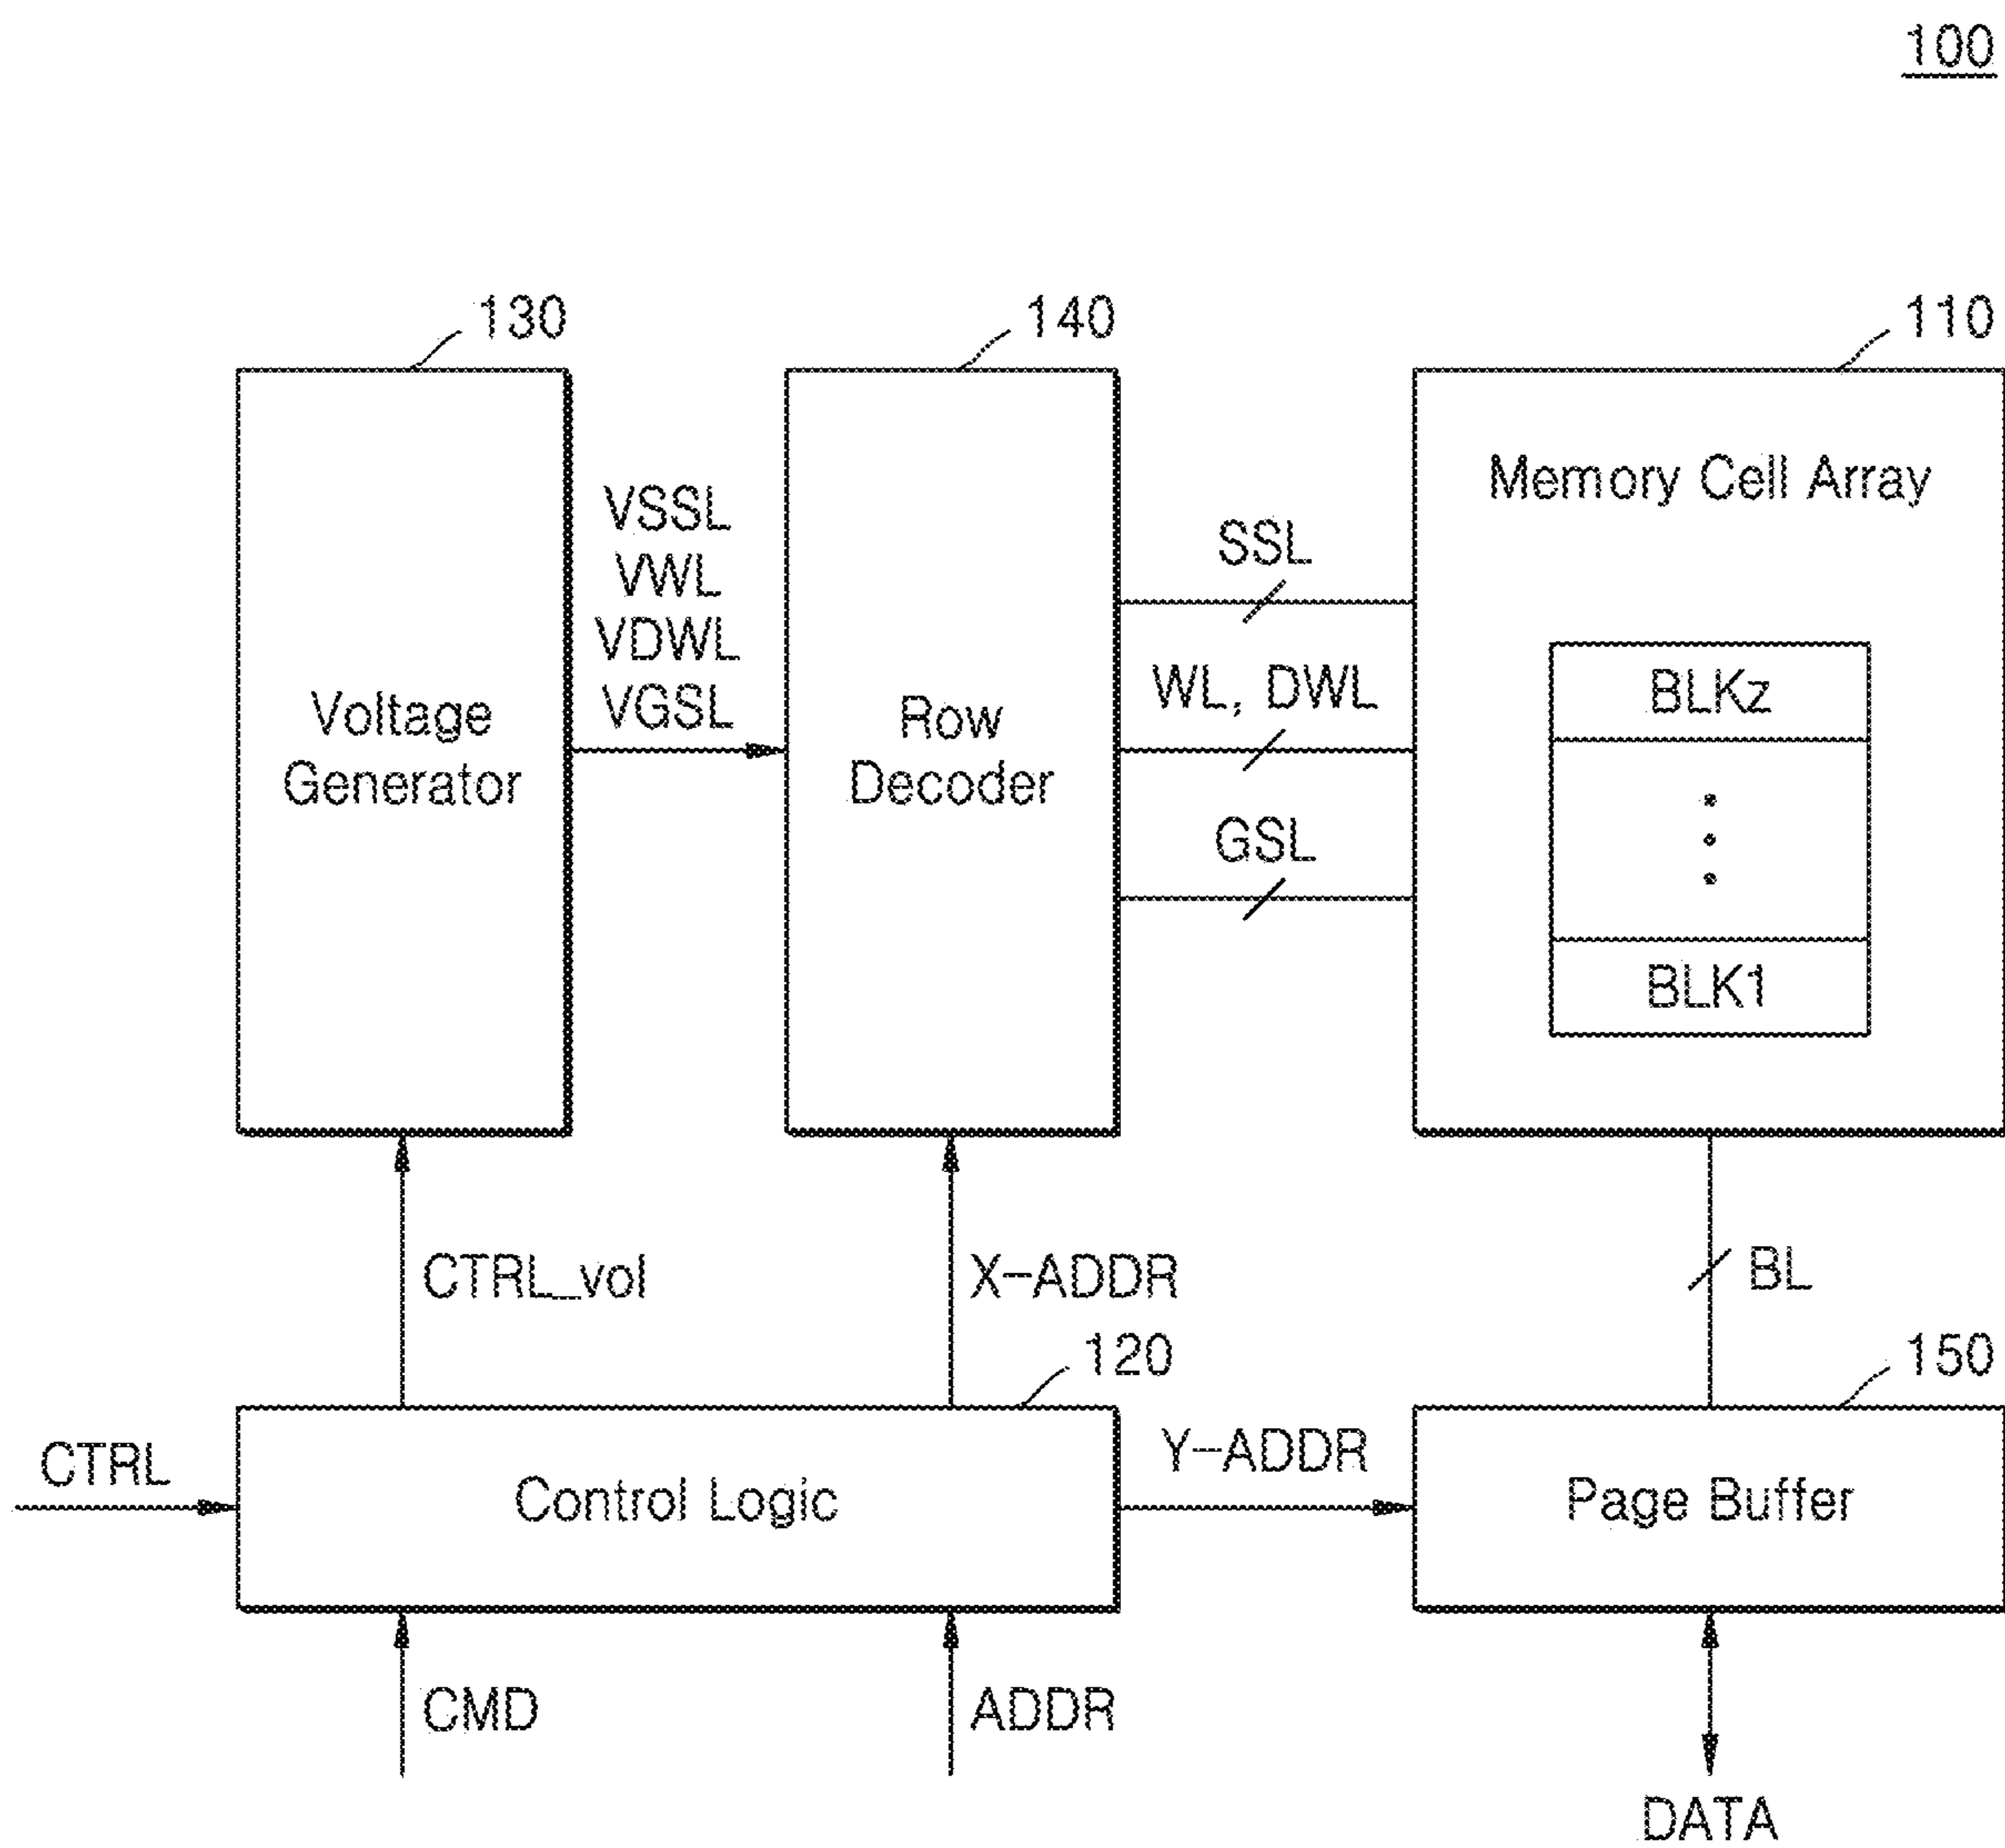 100
130
140
110
VSSL
VWL
VDWL
VGSL
Voltage
Generator
Row
Decoder
SSL
WL, DWL
GSL
Memory Cell Array
BLKz
BLK1
CTRL_vol
X-ADDR
BL
120
150
CTRL
Control Logic
Y-ADDR
Page Buffer
CMD
ADDR
DATA